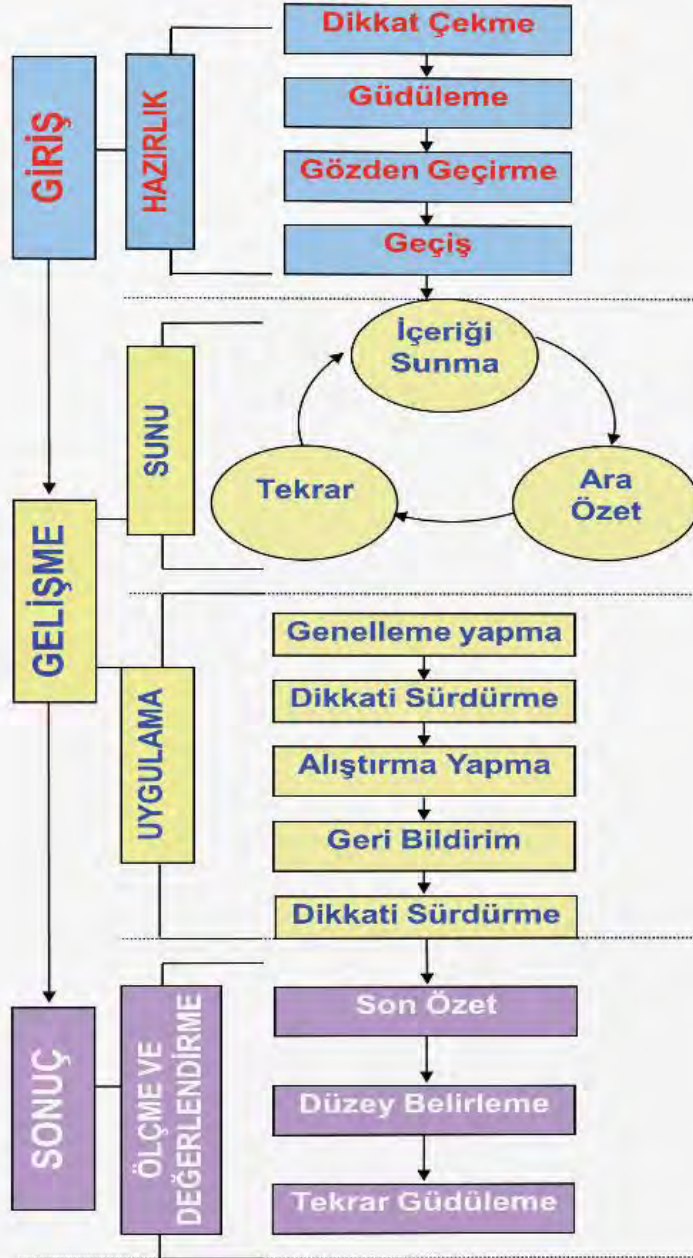 GİRİŞ
HAZIRLIK
Dikkat Çekme
Güdüleme
Gözden Geçirme
Geçiş
GELİŞME
SUNU
İçeriği
Sunma
Ara
Özet
Tekrar
UYGULAMA
Genelleme yapma
Dikkati Sürdürme
Alıştırma Yapma
Geri Bildirim
Dikkati Sürdürme
SONUÇ
ÖLÇME VE
DEĞERLENDİRME
Son Özet
Düzey Belirleme
Tekrar Güdüleme